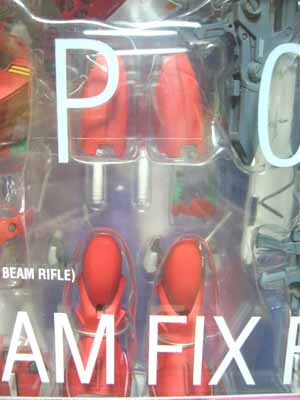 P O
BEAM RIFLE)
AM FIX F